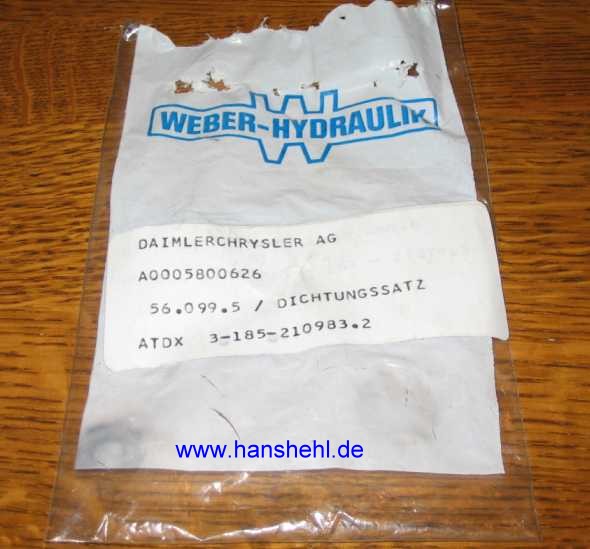 WEBER-HYDRAULIK
DAIMLERCHRYSLER AG
A0005800626
56.099.5 / DICHTUNGSSATZ
ATDX 3-185-210983.2
www.hanshehl.de